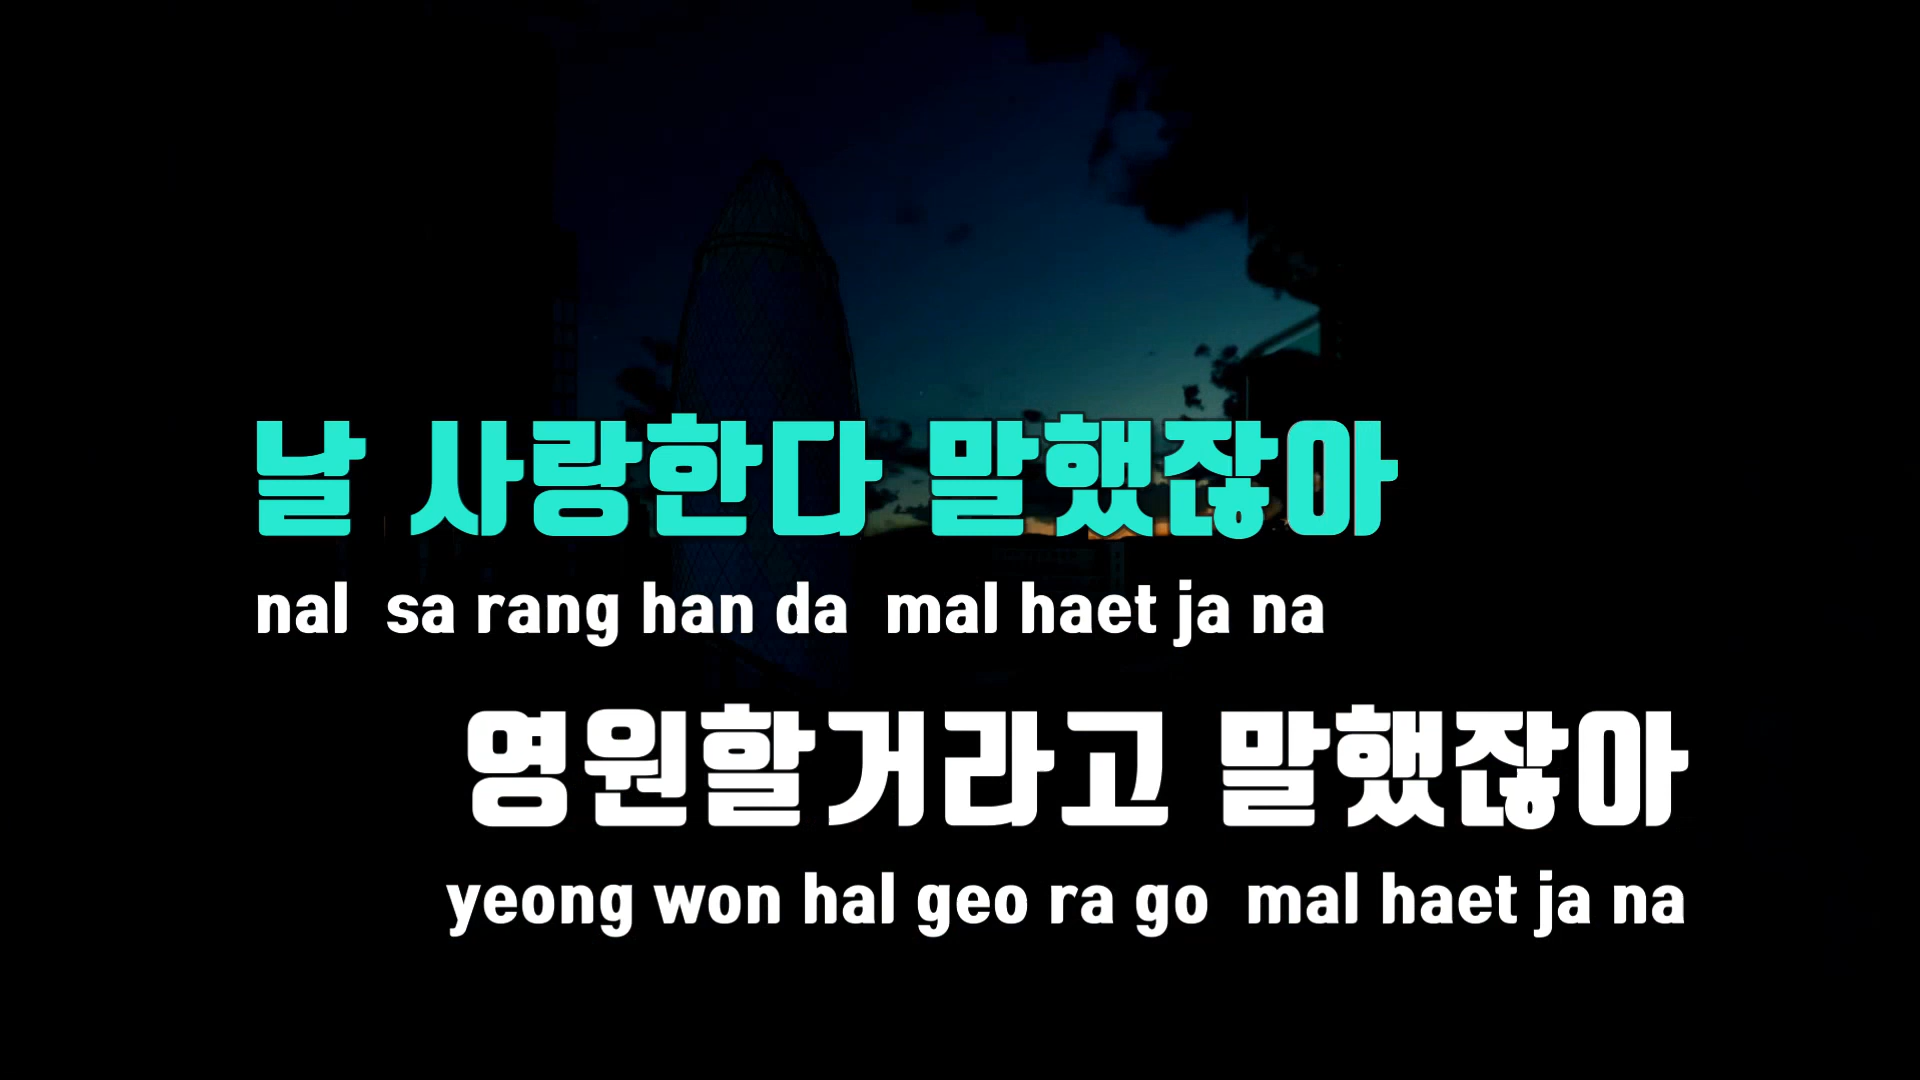 날 사랑한다 말했잖아
nal sa rang han da mal haet ja na
영원할거라고 말했잖아
yeong won hal geo ra go mal haet ja na